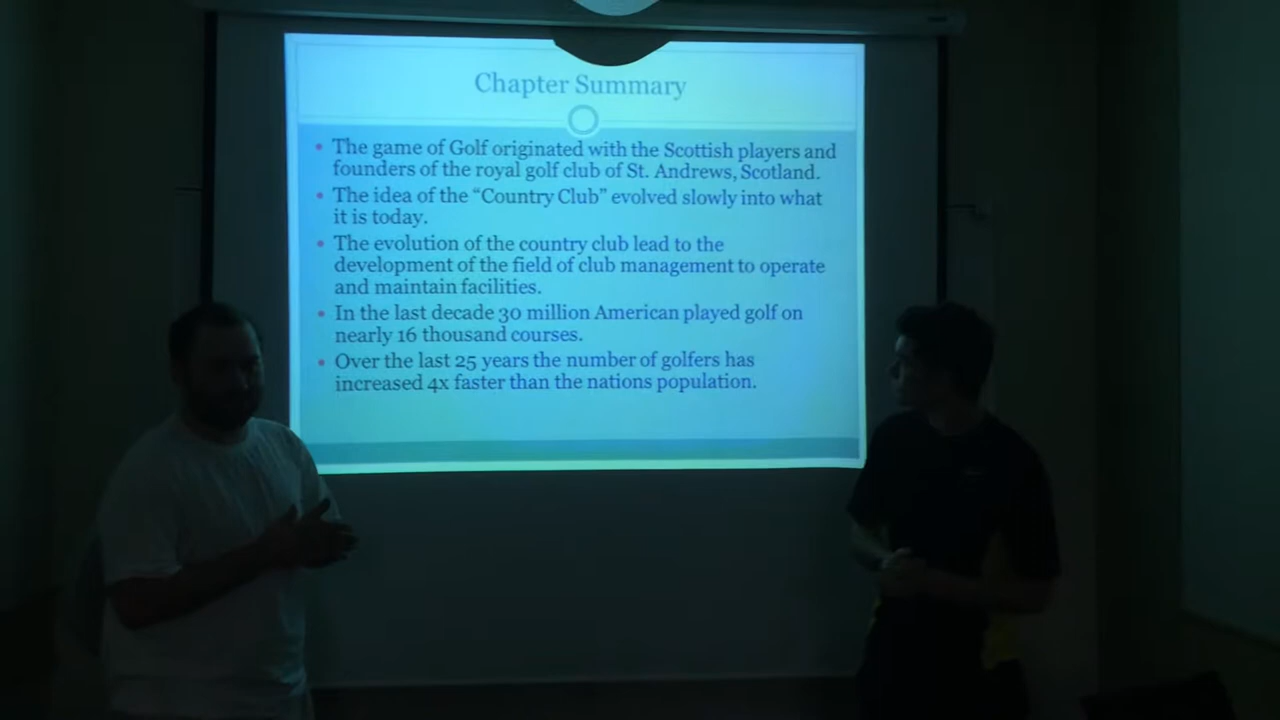 Chapter Summary
• The game of Golf originated with the Scottish players and
founders of the royal golf club of St. Andrews, Scotland.
• The idea of the “Country Club” evolved slowly into what
it is today.
• The evolution of the country club lead to the
development of the field of club management to operate
and maintain facilities.
• In the last decade 30 million American played golf on
nearly 16 thousand courses.
• Over the last 25 years the number of golfers has
increased 4x faster than the nations population.